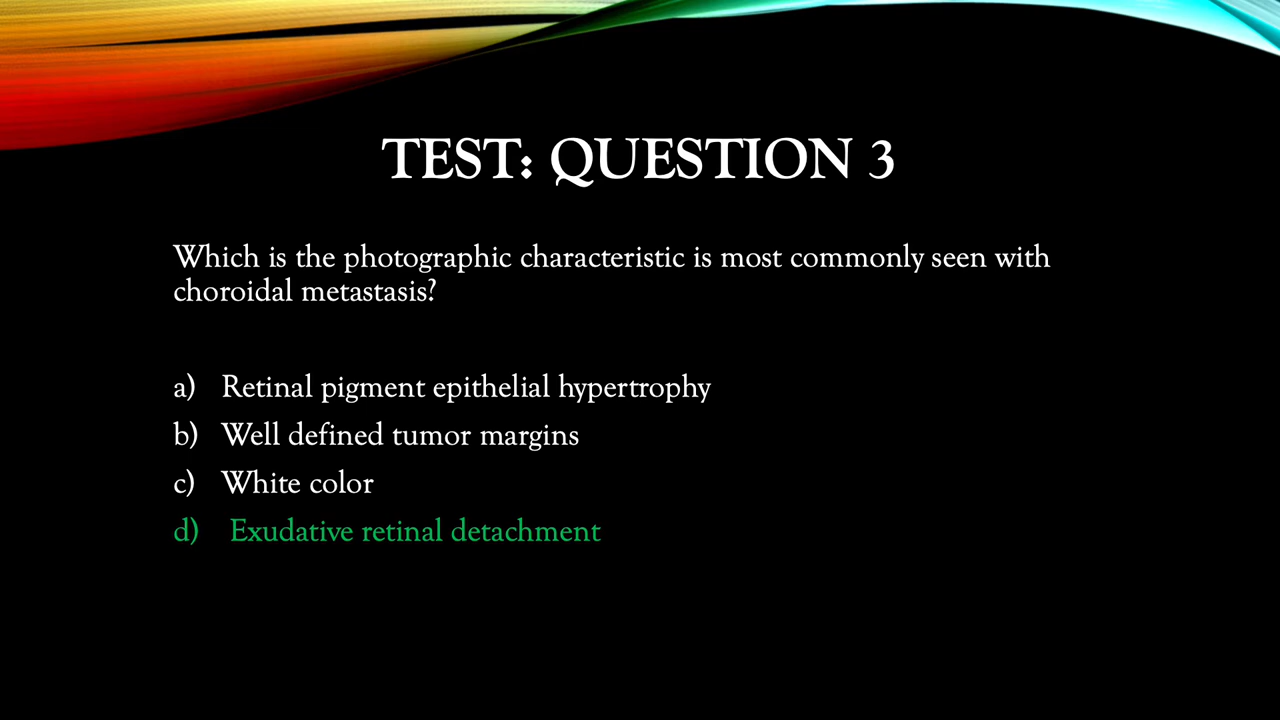 TEST: QUESTION 3
Which is the photographic characteristic is most commonly seen with
choroidal metastasis?
a) Retinal pigment epithelial hypertrophy
b) Well defined tumor margins
c) White color
d) Exudative retinal detachment